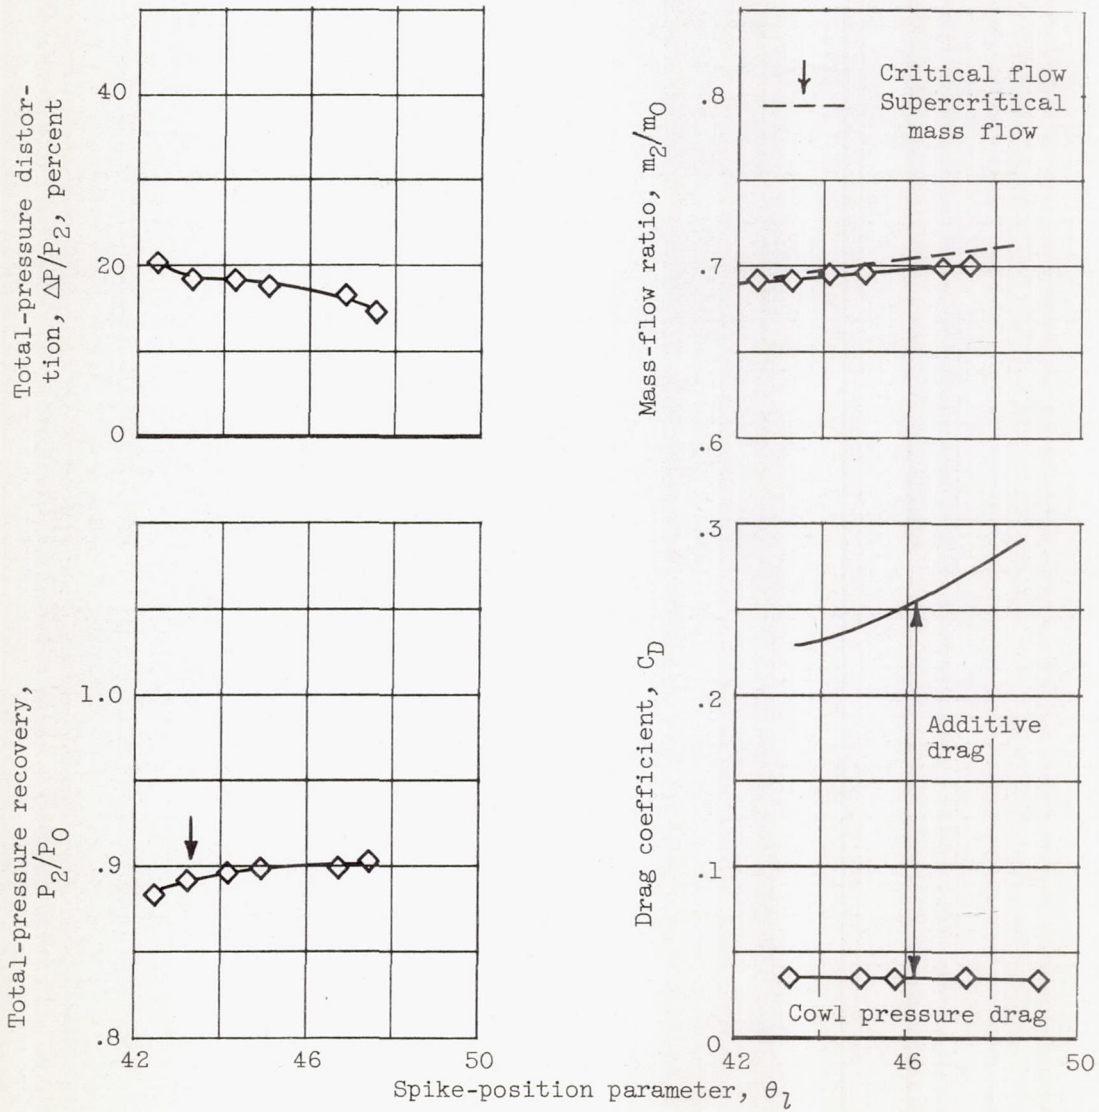 Total-pressure distor-
tion, ΔP/P2, percent
40
20
0
Mass-flow ratio, m2/m0
.8
.7
.6
Critical flow
Supercritical
mass flow
Total-pressure recovery,
P2/P0
1.0
.9
.8
42
46
50
Drag coefficient, CD
.3
.2
.1
0
Additive
drag
Cowl pressure drag
42
46
50
Spike-position parameter, θl